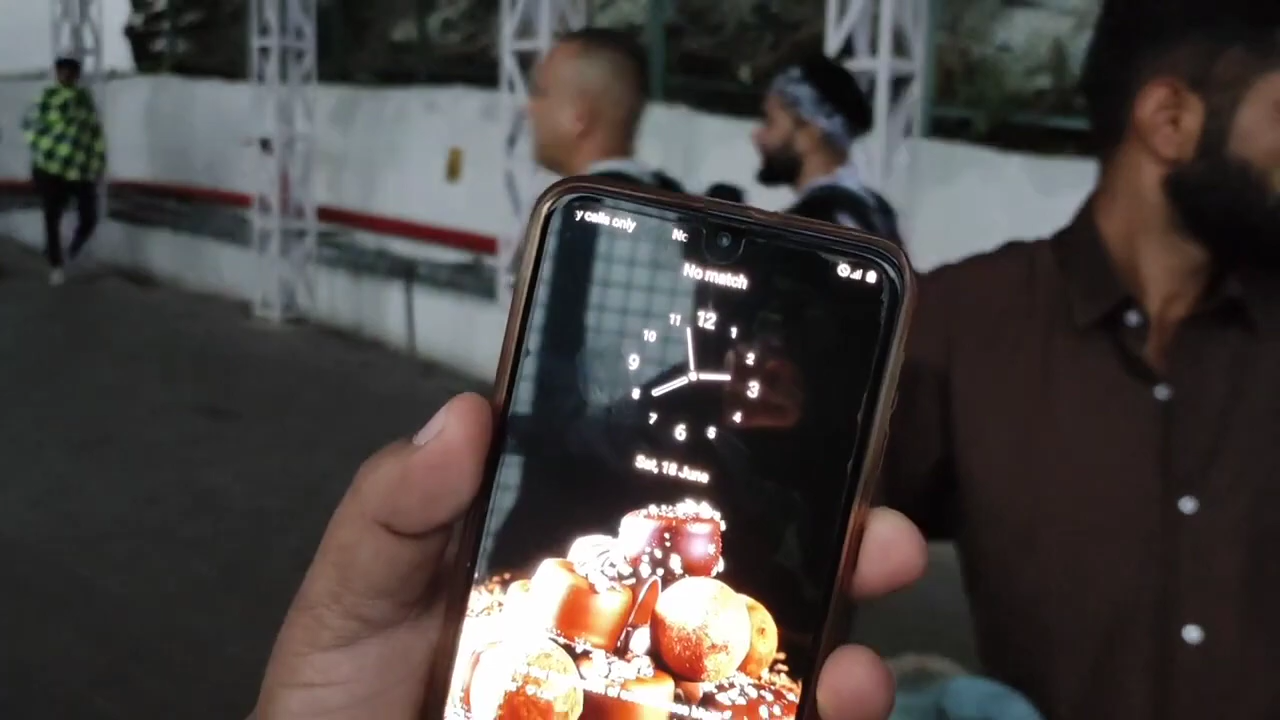 y calls only
No
No match
11 12 1
10 2
9 3
8 4
7 6 5
Sat, 18 June